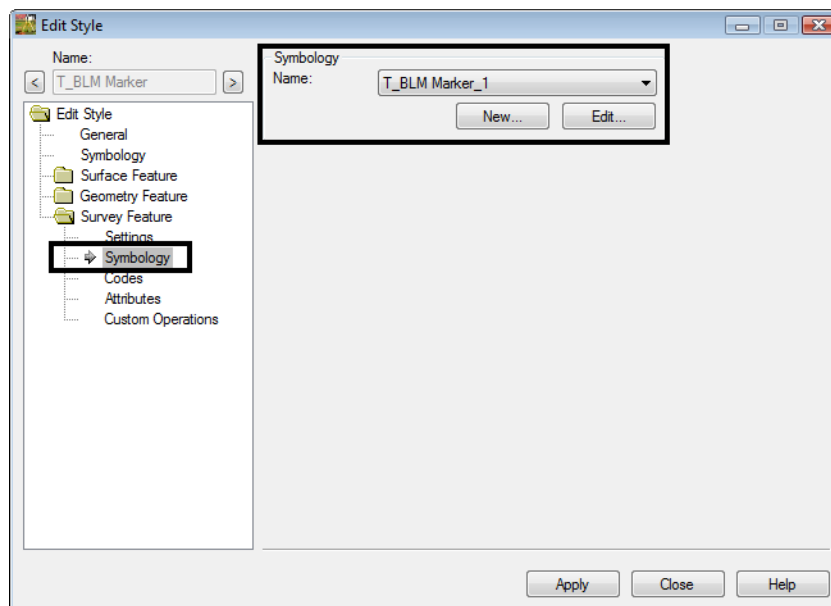 Edit Style
Name:
< T_BLM Marker >
Edit Style
General
Symbology
Surface Feature
Geometry Feature
Survey Feature
Settings
Symbology
Codes
Attributes
Custom Operations
Symbology
Name: T_BLM Marker_1
New... Edit...
Apply Close Help